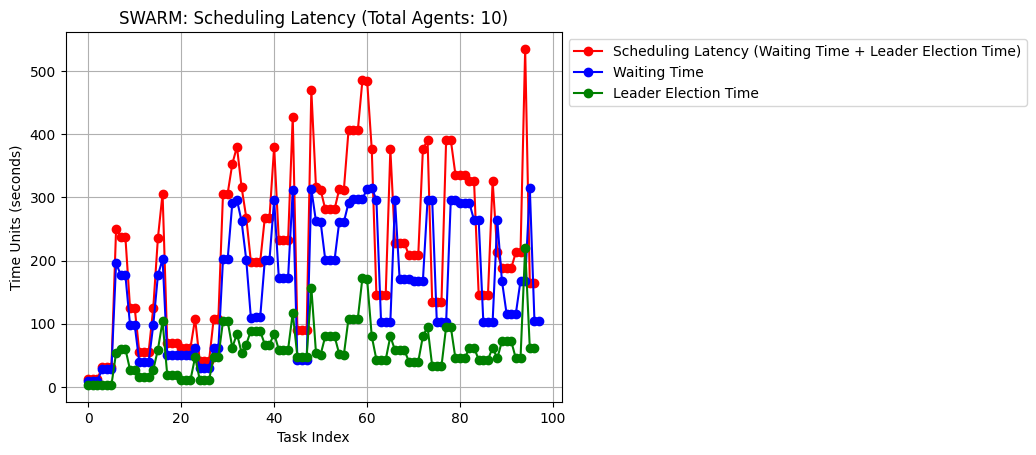 SWARM: Scheduling Latency (Total Agents: 10)
Scheduling Latency (Waiting Time + Leader Election Time)
Waiting Time
Leader Election Time
Time Units (seconds)
500
400
300
200
100
0
0 20 40 60 80 100
Task Index